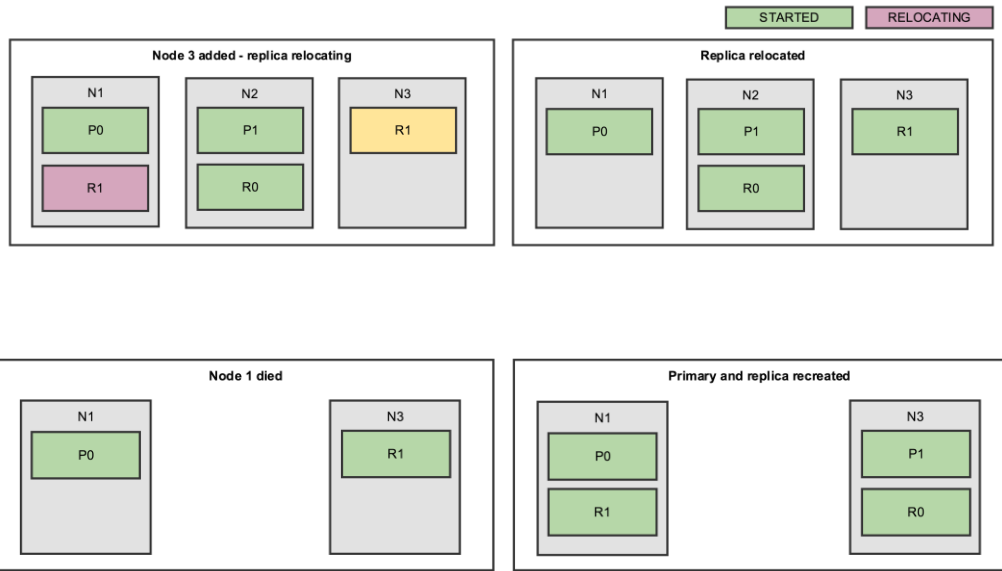 STARTED
RELOCATING
Node 3 added - replica relocating
N1
N2
N3
P0
P1
R1
R1
R0
Replica relocated
N1
N2
N3
P0
P1
R1
R0
Node 1 died
N1
N3
P0
R1
Primary and replica recreated
N1
N3
P0
P1
R1
R0